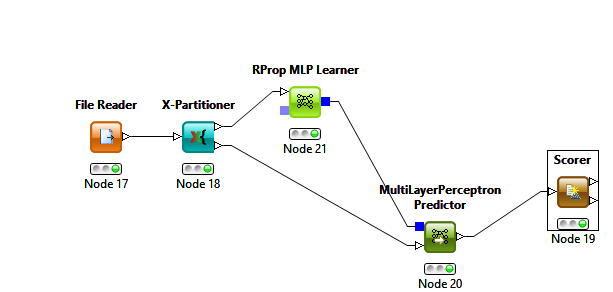 RProp MLP Learner
File Reader
X-Partitioner
Node 21
Scorer
Node 17
Node 18
MultiLayerPerceptron
Predictor
Node 19
Node 20